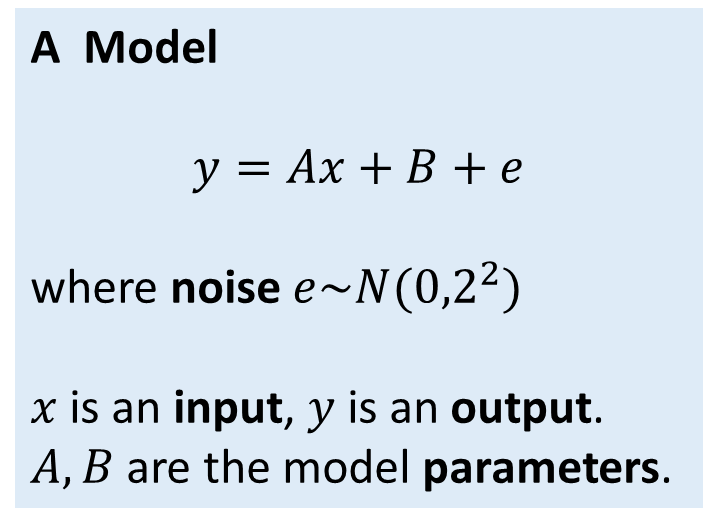 A Model
y = Ax + B + e
where noise e~N(0,2²)
x is an input, y is an output.
A, B are the model parameters.